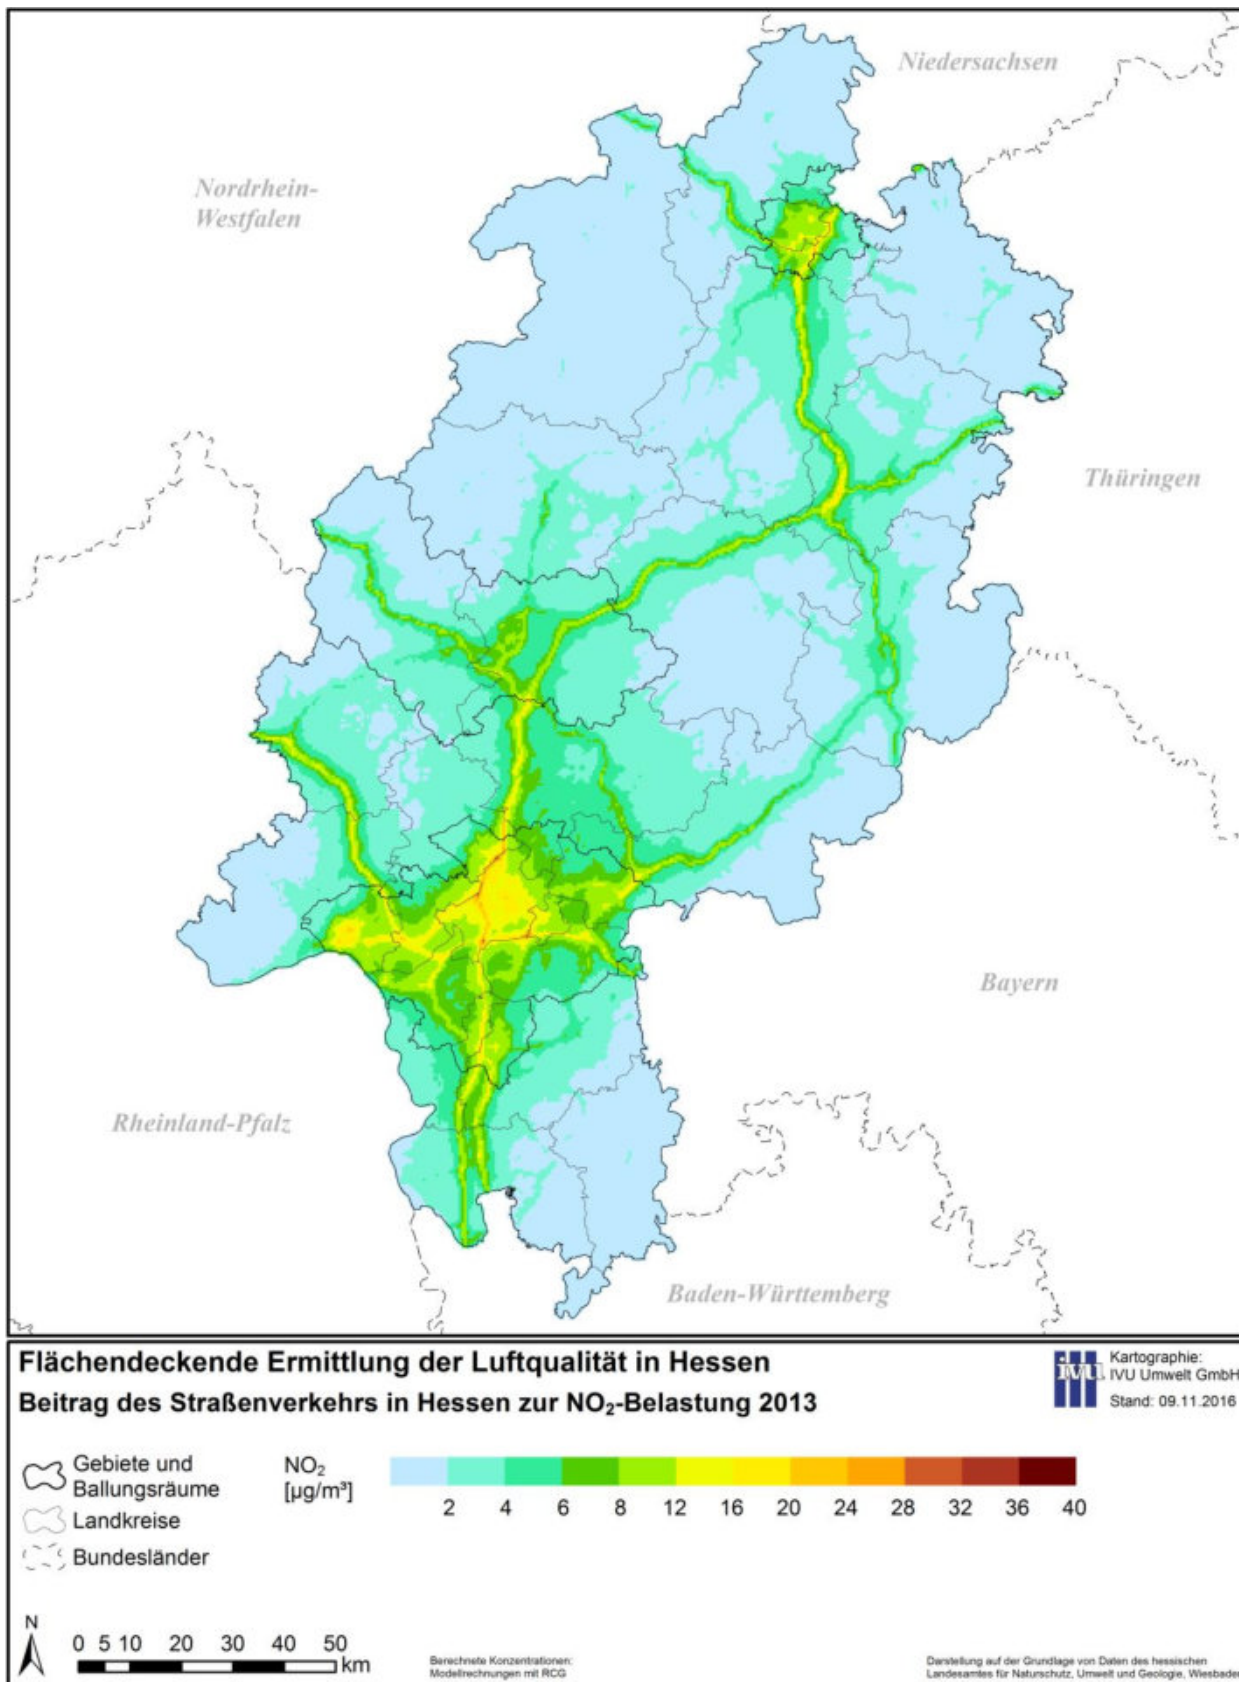 Niedersachsen
Nordrhein-
Westfalen
Thüringen
Bayern
Rheinland-Pfalz
Baden-Württemberg
Flächendeckende Ermittlung der Luftqualität in Hessen
Beitrag des Straßenverkehrs in Hessen zur NO₂-Belastung 2013
ivu
Kartographie:
IVU Umwelt GmbH
Stand: 09.11.2016
Gebiete und
Ballungsräume
Landkreise
Bundesländer
NO₂
[µg/m³]
2 4 6 8 12 16 20 24 28 32 36 40
N
0 5 10 20 30 40 50
km
Berechnete Konzentrationen:
Modellrechnungen mit RCG
Darstellung auf der Grundlage von Daten des hessischen
Landesamtes für Naturschutz, Umwelt und Geologie, Wiesbaden